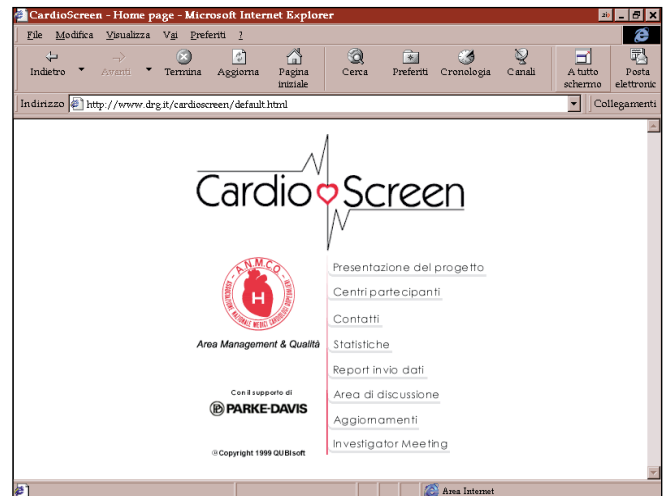 CardioScreen - Home page - Microsoft Internet Explorer
File Modifica Visualizza Vai Preferiti ?
Indietro Avanti Termina Aggiorna Pagina iniziale Cerca Preferiti Cronologia Canali A tutto schermo Posta elettronic
Indirizzo http://www.drg.it/cardioscreen/default.html Collegamenti
Cardio Screen
A.N.M.C.O.
H
Area Management & Qualità
Con il supporto di
PARKE-DAVIS
© Copyright 1999 QUBIsoft
Presentazione del progetto
Centri partecipanti
Contatti
Statistiche
Report invio dati
Area di discussione
Aggiornamenti
Investigator Meeting
Area Internet